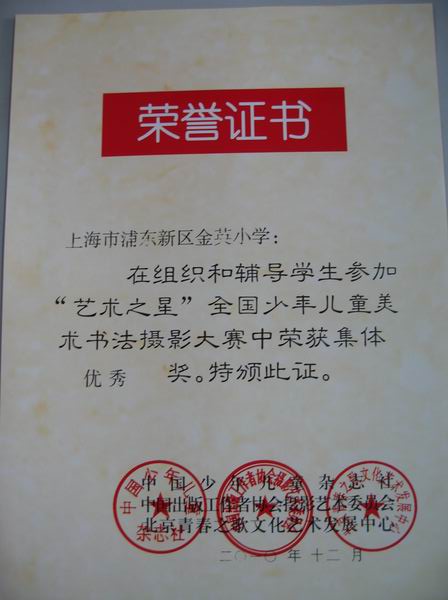 荣誉证书
上海市浦东新区金英小学：
在组织和辅导学生参加
“艺术之星”全国少年儿童美
术书法摄影大赛中荣获集体
优秀 奖。特颁此证。
中国少年儿童杂志社
中国出版工作者协会摄影艺术委员会
北京青春之歌文化艺术发展中心
二〇一〇年十二月